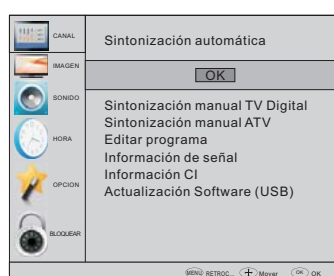 CANAL
IMAGEN
SONIDO
HORA
OPCION
BLOQUEAR
Sintonización automática
OK
Sintonización manual TV Digital
Sintonización manual ATV
Editar programa
Información de señal
Información CI
Actualización Software (USB)
MENU RETROC... Mover OK OK